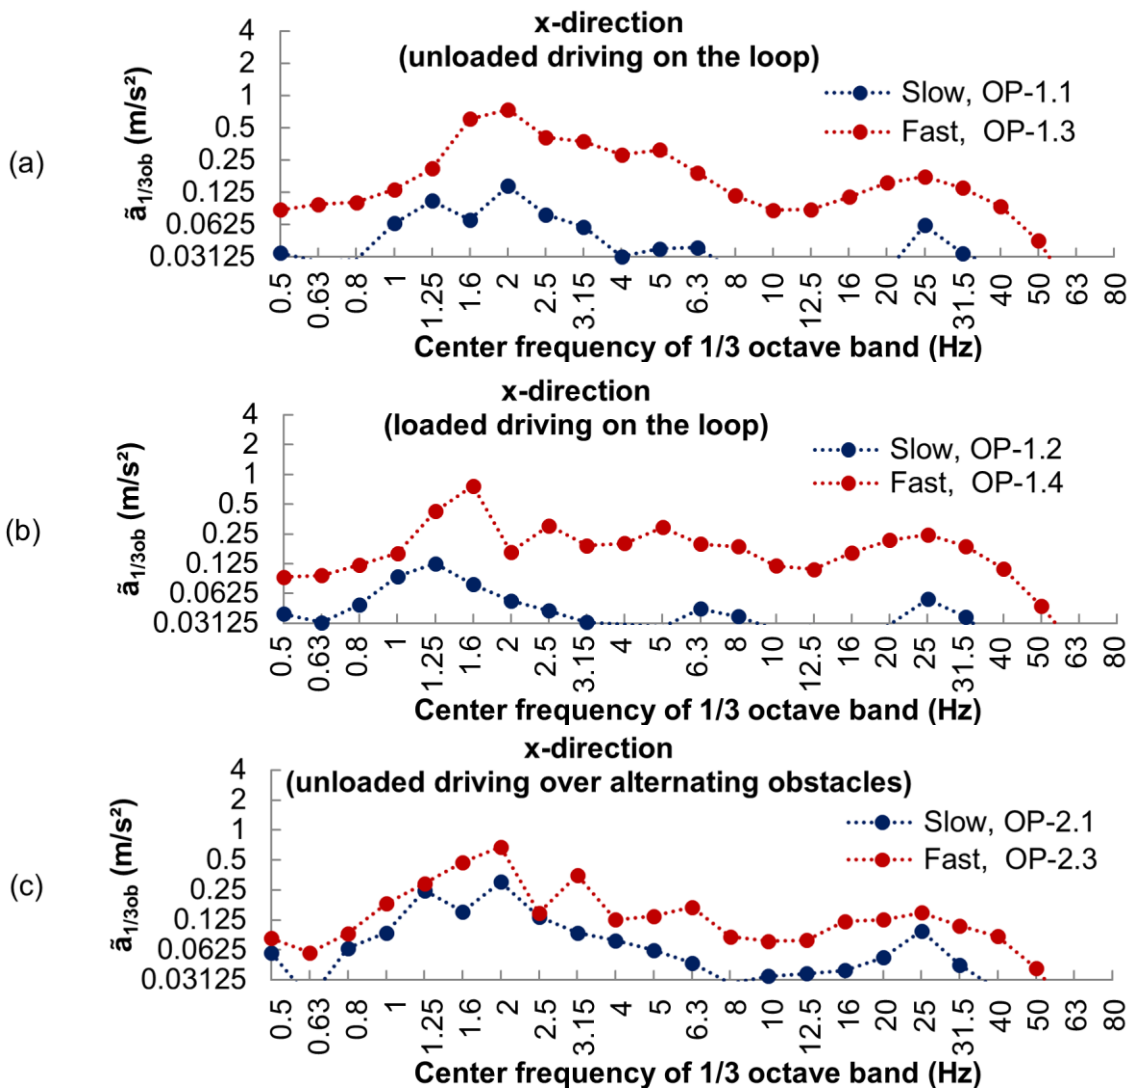 x-direction
(unloaded driving on the loop)
(a)
ã1/3ob (m/s²)
4
2
1
0.5
0.25
0.125
0.0625
0.03125
Slow, OP-1.1
Fast, OP-1.3
0.5 0.63 0.8 1 1.25 1.6 2 2.5 3.15 4 5 6.3 8 10 12.5 16 20 25 31.5 40 50 63 80
Center frequency of 1/3 octave band (Hz)
x-direction
(loaded driving on the loop)
(b)
ã1/3ob (m/s²)
4
2
1
0.5
0.25
0.125
0.0625
0.03125
Slow, OP-1.2
Fast, OP-1.4
0.5 0.63 0.8 1 1.25 1.6 2 2.5 3.15 4 5 6.3 8 10 12.5 16 20 25 31.5 40 50 63 80
Center frequency of 1/3 octave band (Hz)
x-direction
(unloaded driving over alternating obstacles)
(c)
ã1/3ob (m/s²)
4
2
1
0.5
0.25
0.125
0.0625
0.03125
Slow, OP-2.1
Fast, OP-2.3
0.5 0.63 0.8 1 1.25 1.6 2 2.5 3.15 4 5 6.3 8 10 12.5 16 20 25 31.5 40 50 63 80
Center frequency of 1/3 octave band (Hz)